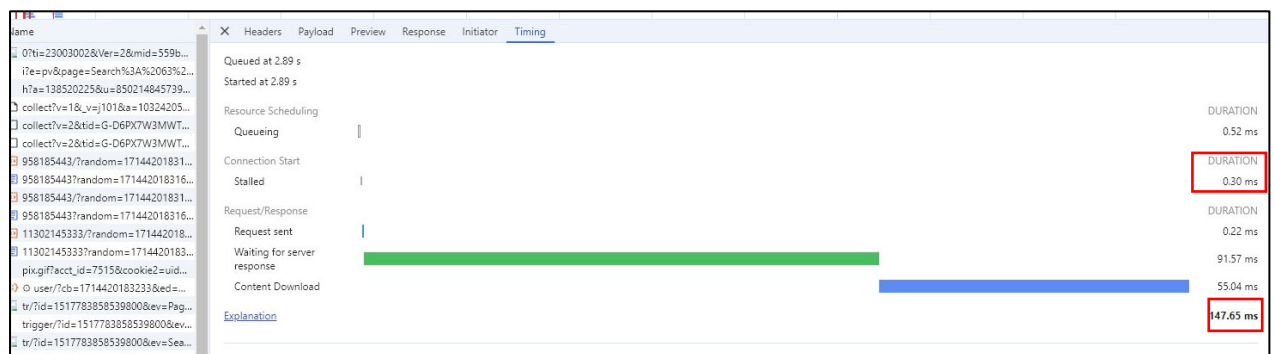 Name
Headers Payload Preview Response Initiator Timing
0?ti=23003002&Ver=2&mid=559b...
i?e=pv&page=Search%3A%2063%2...
h?a=138520225&u=850214845739...
collect?v=1&_v=j101&a=10324205...
collect?v=2&tid=G-D6PX7W3MWT...
collect?v=2&tid=G-D6PX7W3MWT...
958185443/?random=17144201831...
958185443?random=171442018316...
958185443/?random=17144201831...
958185443?random=171442018316...
11302145333/?random=171442018...
11302145333?random=1714420183...
pix.gif?acct_id=7515&cookie2=uid...
user/?cb=1714420183233&ed=...
tr/?id=1517783858539800&ev=Pag...
trigger/?id=1517783858539800&ev...
tr/?id=1517783858539800&ev=Sea...
Queued at 2.89 s
Started at 2.89 s
Resource Scheduling DURATION
Queueing 0.52 ms
Connection Start DURATION
Stalled 0.30 ms
Request/Response DURATION
Request sent 0.22 ms
Waiting for server
response 91.57 ms
Content Download 55.04 ms
Explanation 147.65 ms